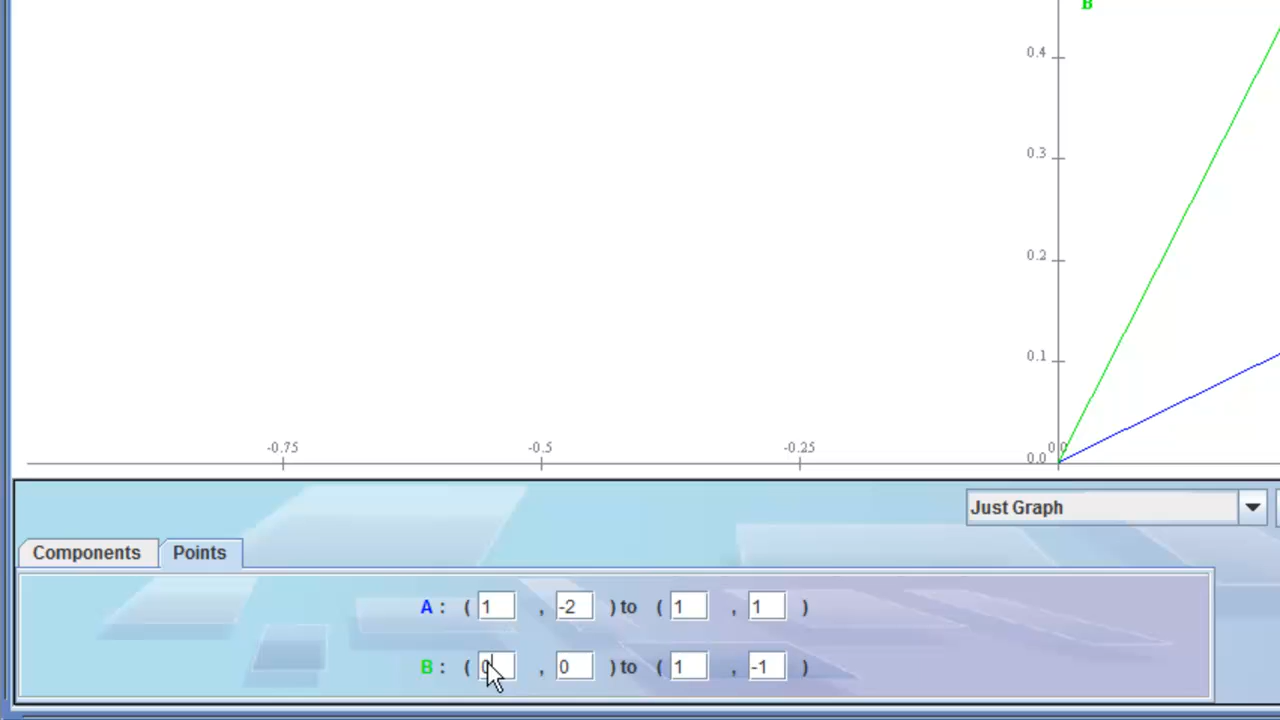 B
0.4
0.3
0.2
0.1
-0.75 -0.5 -0.25 0.0
0.0
Just Graph
Components Points
A : ( 1 , -2 ) to ( 1 , 1 )
B : ( 0 , 0 ) to ( 1 , -1 )